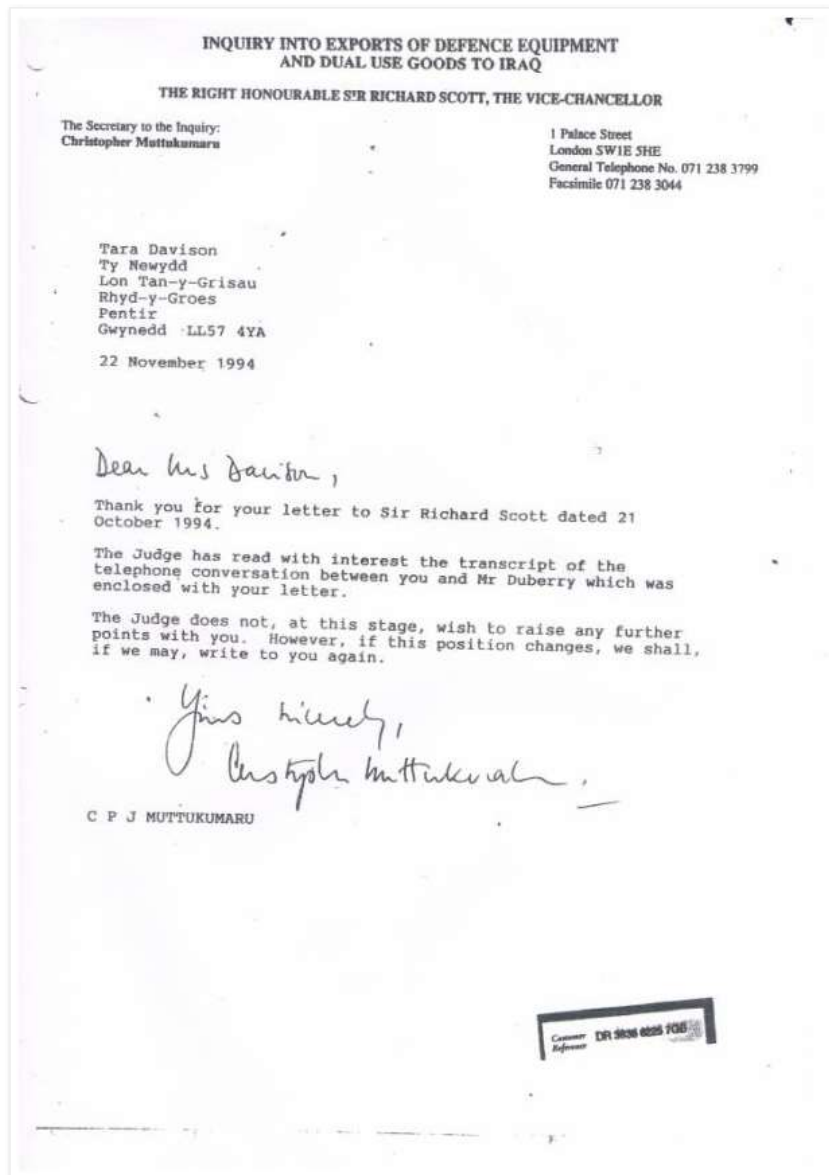 INQUIRY INTO EXPORTS OF DEFENCE EQUIPMENT
AND DUAL USE GOODS TO IRAQ
THE RIGHT HONOURABLE SIR RICHARD SCOTT, THE VICE-CHANCELLOR
The Secretary to the Inquiry:
Christopher Muttukumaru
1 Palace Street
London SW1E 5HE
General Telephone No. 071 238 3799
Facsimile 071 238 3044
Tara Davison
Ty Newydd
Lon Tan-y-Grisau
Rhyd-y-Groes
Pentir
Gwynedd LL57 4YA
22 November 1994
Dear Mrs Davison,
Thank you for your letter to Sir Richard Scott dated 21
October 1994.
The Judge has read with interest the transcript of the
telephone conversation between you and Mr Duberry which was
enclosed with your letter.
The Judge does not, at this stage, wish to raise any further
points with you. However, if this position changes, we shall,
if we may, write to you again.
Yours sincerely,
Christopher Muttukumaru.
C P J MUTTUKUMARU
Customer
Reference
DR